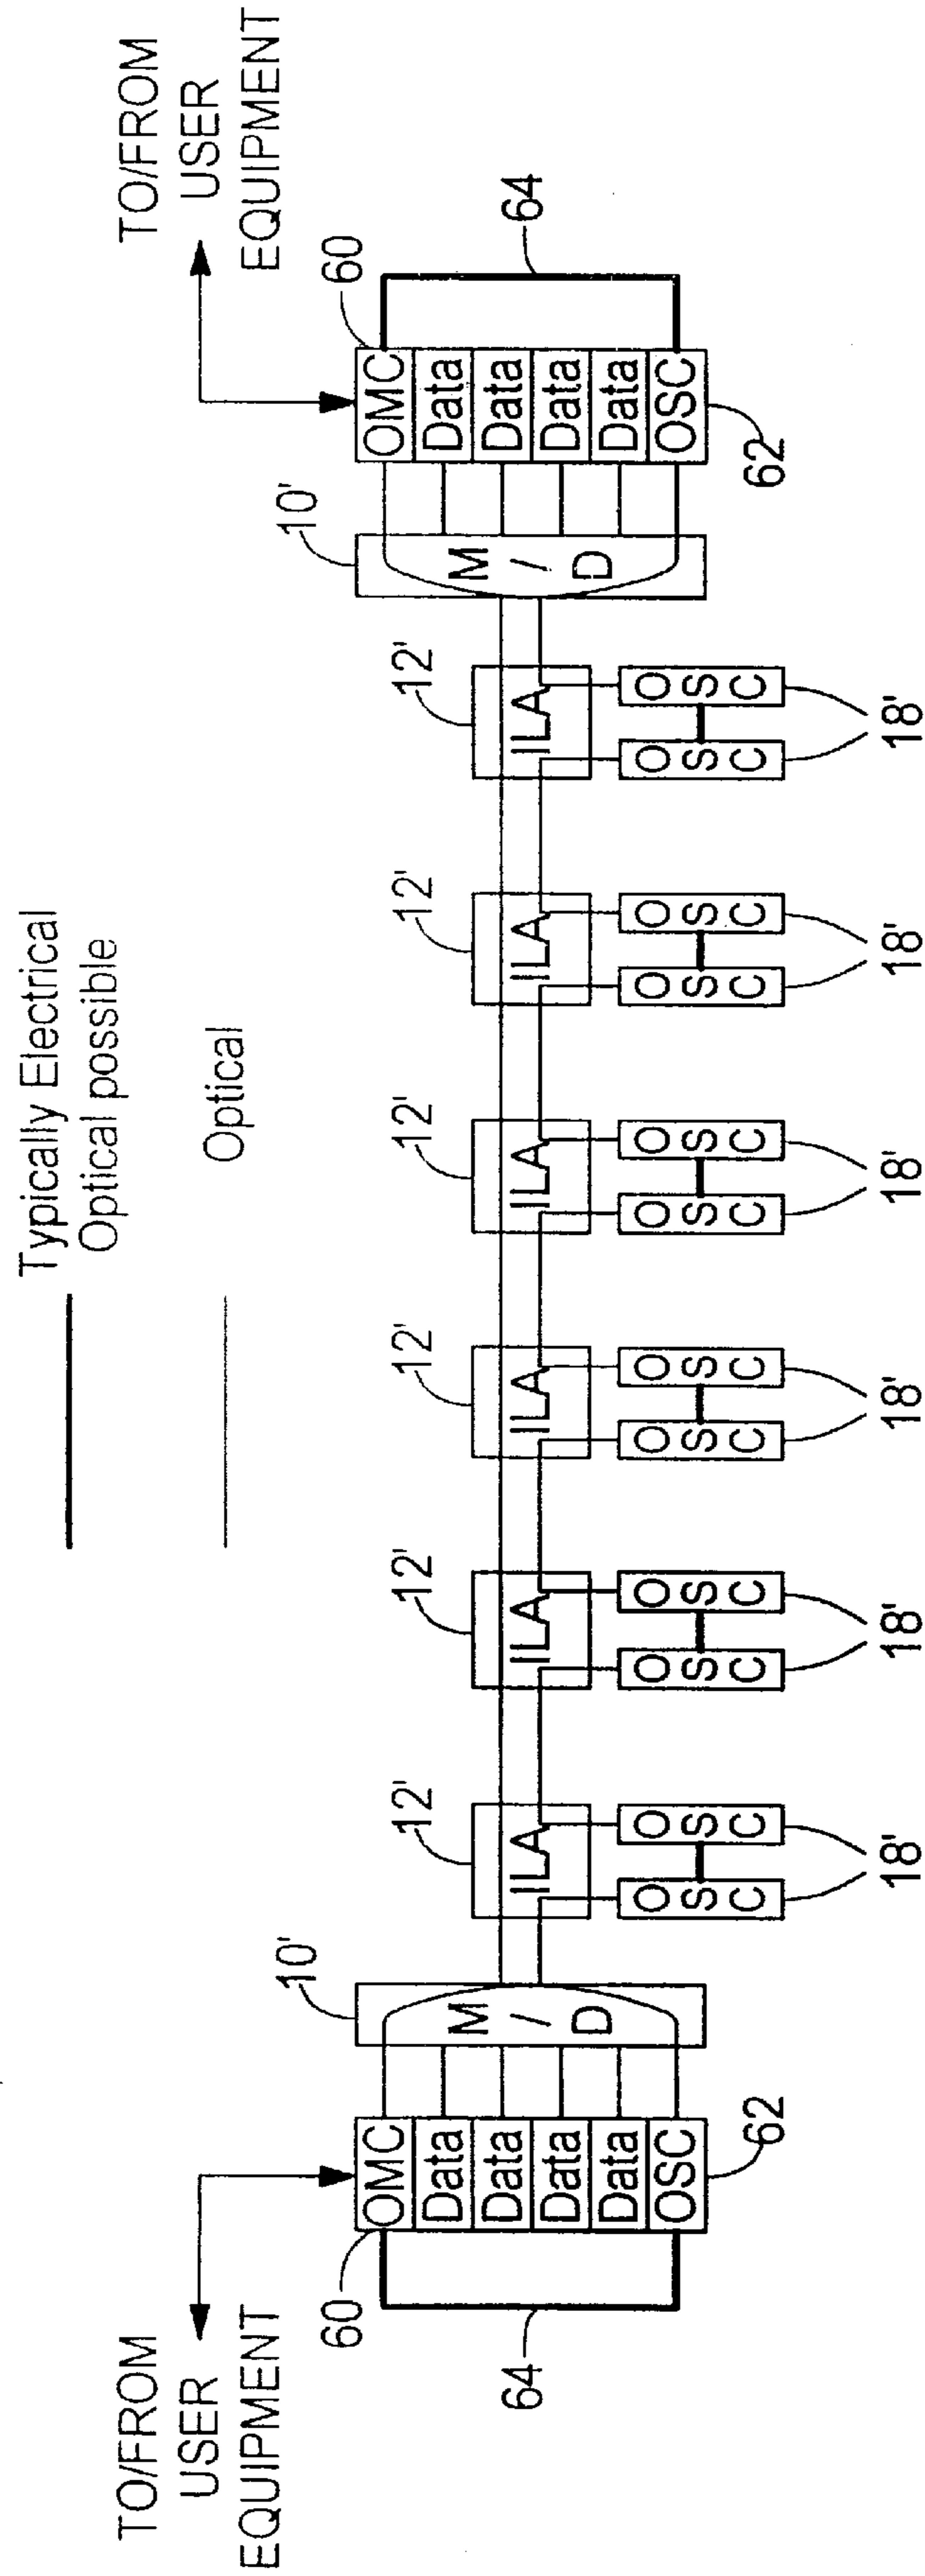 Typically Electrical
Optical possible
Optical
TO/FROM
USER
EQUIPMENT
TO/FROM
USER
EQUIPMENT
60
OMC
Data
Data
Data
Data
OSC
62
64
10'
M / D
12'
ILA
OSC
OSC
18'
12'
ILA
OSC
OSC
18'
12'
ILA
OSC
OSC
18'
12'
ILA
OSC
OSC
18'
12'
ILA
OSC
OSC
18'
12'
ILA
OSC
OSC
18'
10'
M / D
60
OMC
Data
Data
Data
Data
OSC
62
64